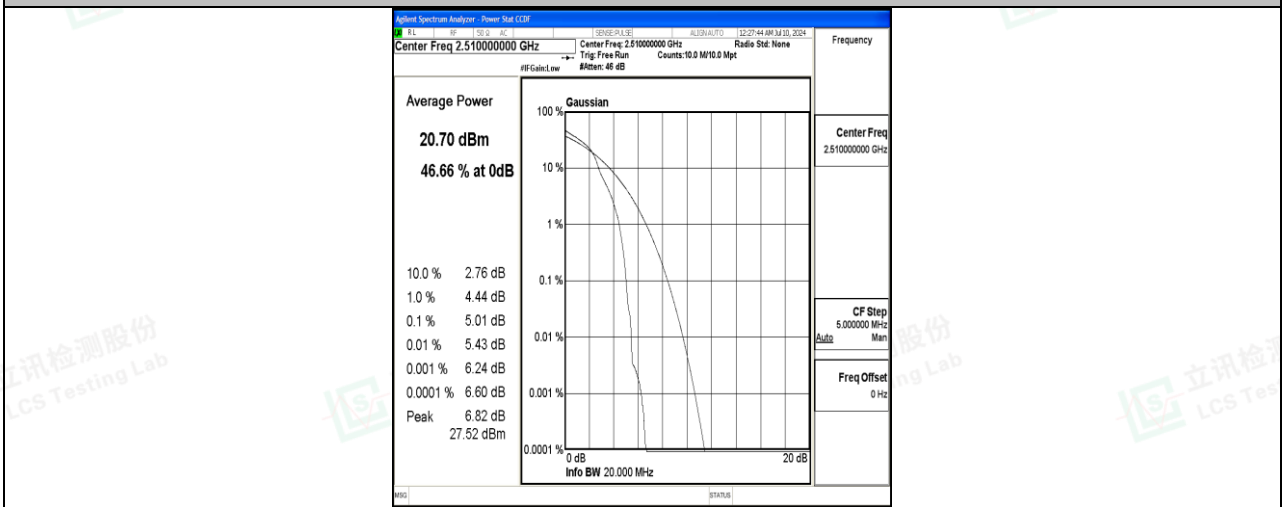 Agilent Spectrum Analyzer - Power Stat CCDF
RL RF 50 Ω AC SENSE:PULSE ALIGNAUTO 12:27:44 AM Jul 10, 2024
Center Freq 2.510000000 GHz
Center Freq: 2.510000000 GHz Radio Std: None
Trig: Free Run Counts:10.0 M/10.0 Mpt
#IFGain:Low #Atten: 46 dB
Frequency
Average Power
20.70 dBm
46.66 % at 0dB
10.0 % 2.76 dB
1.0 % 4.44 dB
0.1 % 5.01 dB
0.01 % 5.43 dB
0.001 % 6.24 dB
0.0001 % 6.60 dB
Peak 6.82 dB
27.52 dBm
Gaussian
100 %
10 %
1 %
0.1 %
0.01 %
0.001 %
0.0001 %
0 dB 20 dB
Info BW 20.000 MHz
Center Freq
2.510000000 GHz
CF Step
5.000000 MHz
Auto Man
Freq Offset
0 Hz
MSG STATUS
立讯检测股份
LCS Testing Lab